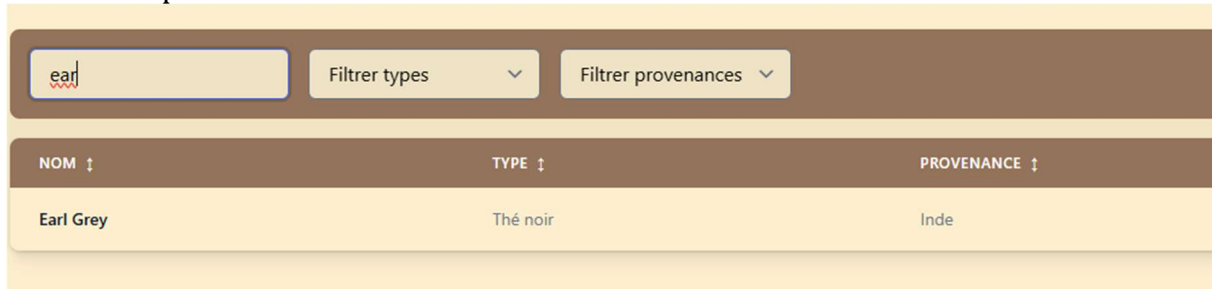 ear
Filtrer types
Filtrer provenances
NOM ↕ TYPE ↕ PROVENANCE ↕
Earl Grey Thé noir Inde